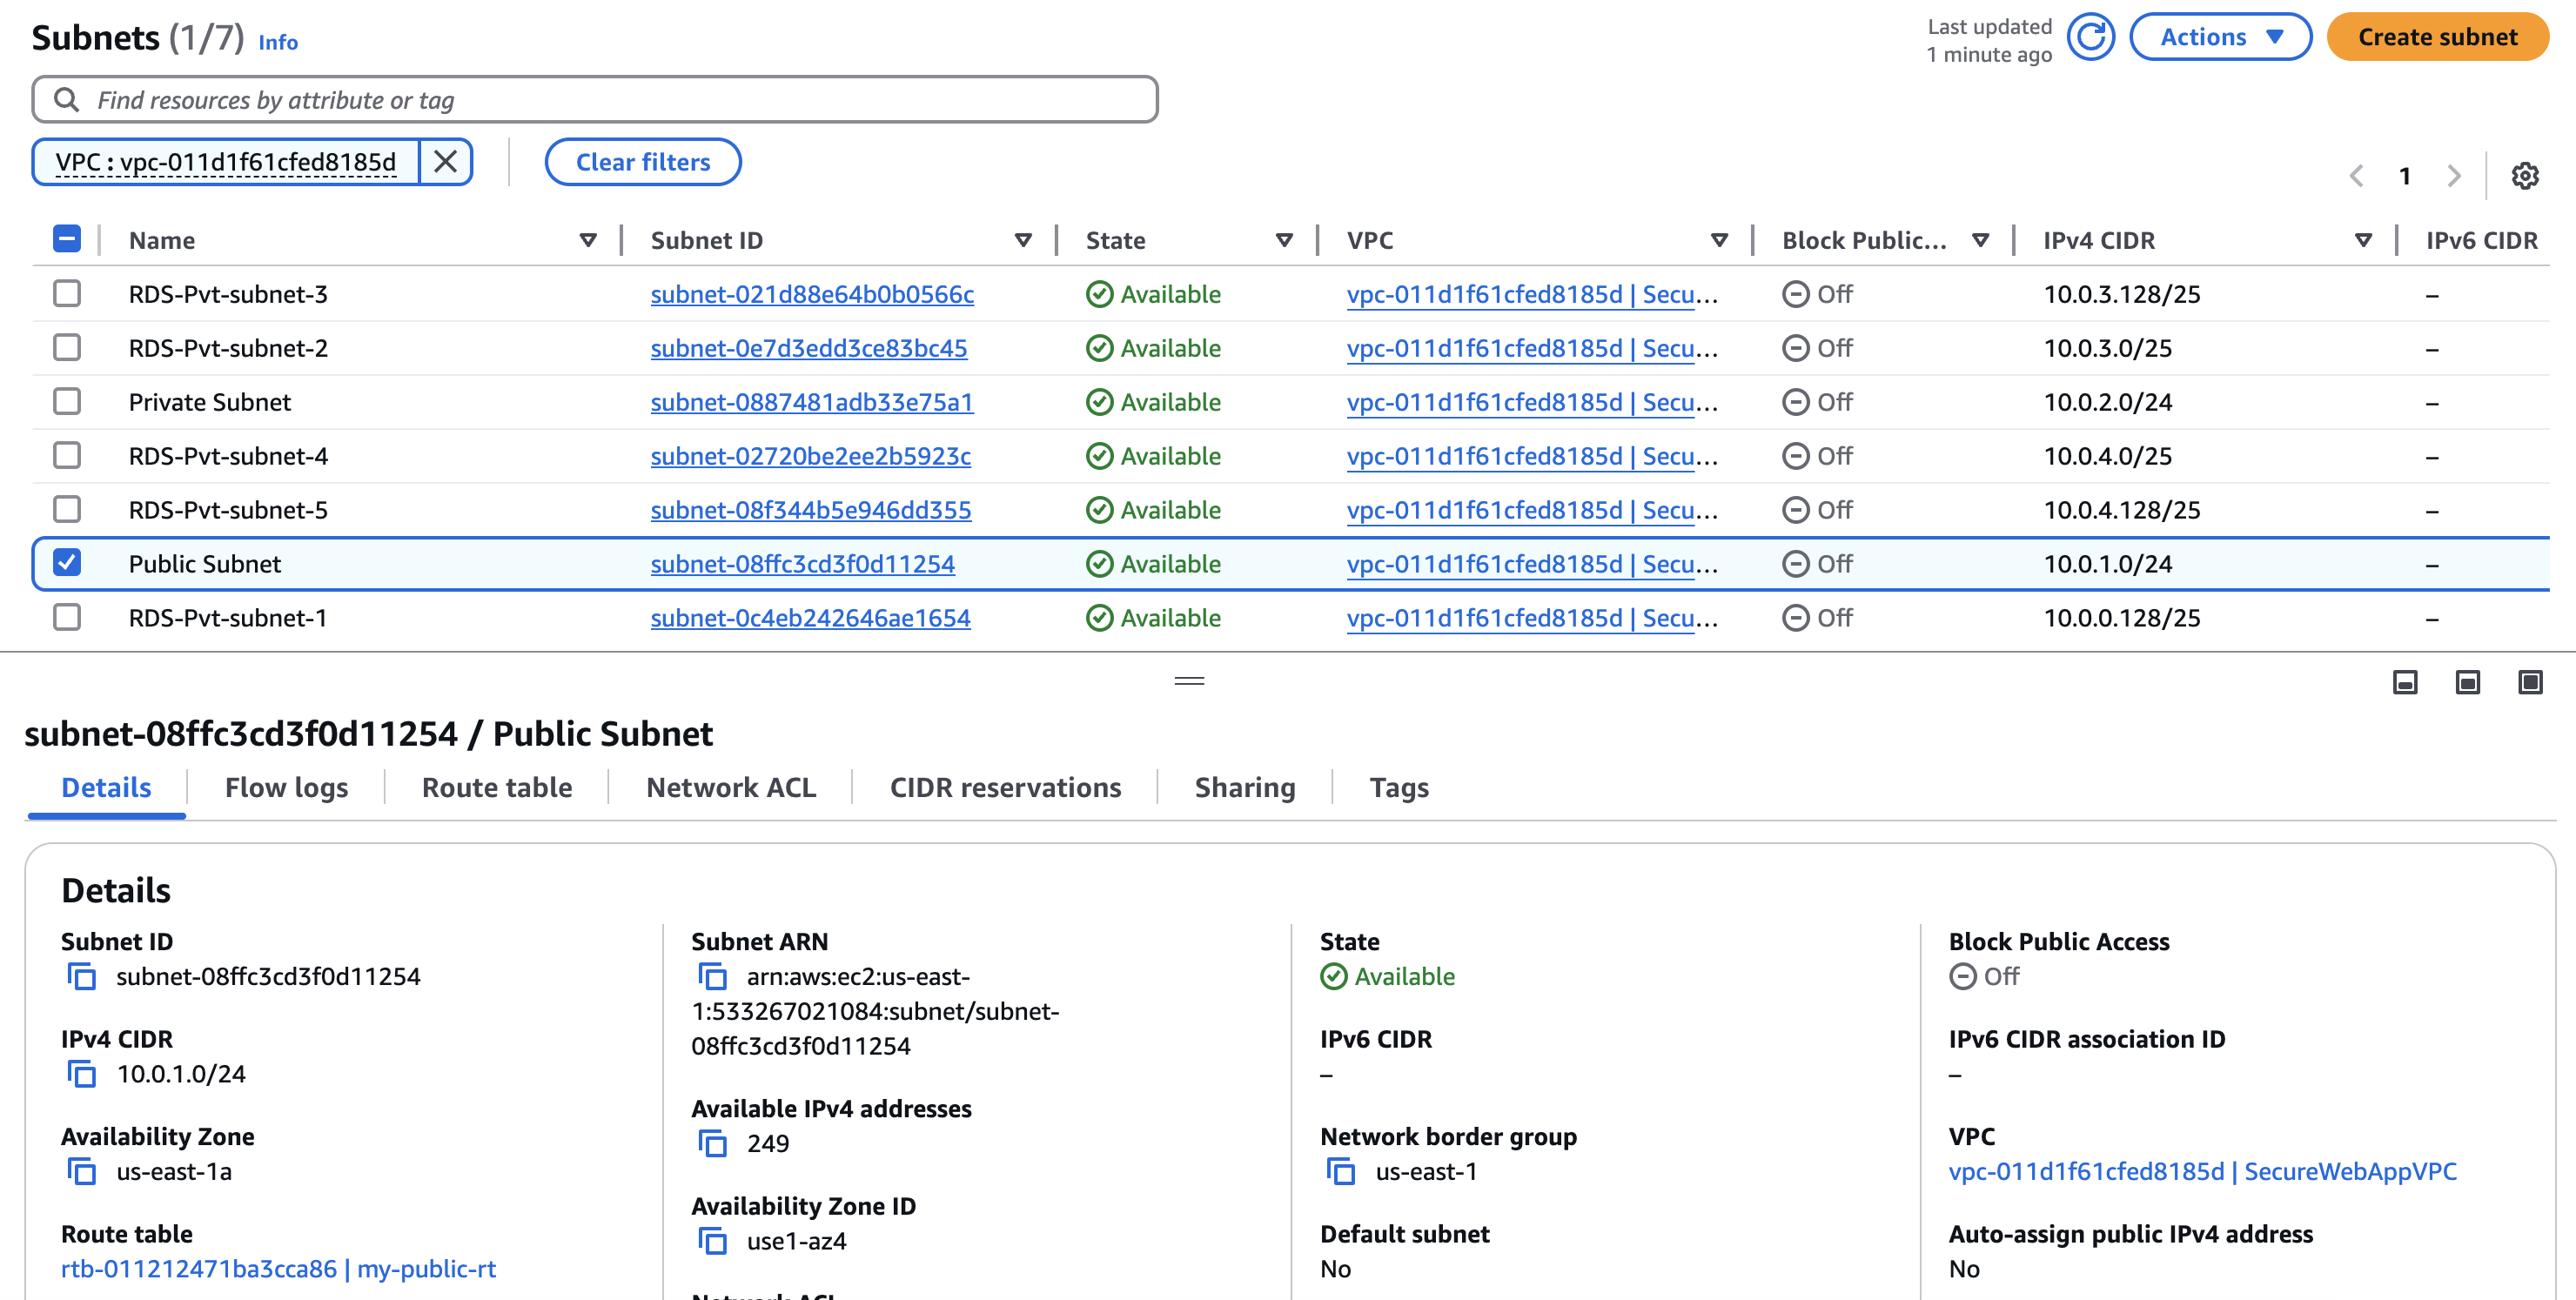 Subnets (1/7) Info
Last updated
1 minute ago
Actions
Create subnet
Find resources by attribute or tag
VPC : vpc-011d1f61cfed8185d
Clear filters
1
Name Subnet ID State VPC Block Public... IPv4 CIDR IPv6 CIDR
RDS-Pvt-subnet-3 subnet-021d88e64b0b0566c Available vpc-011d1f61cfed8185d | Secu... Off 10.0.3.128/25 –
RDS-Pvt-subnet-2 subnet-0e7d3edd3ce83bc45 Available vpc-011d1f61cfed8185d | Secu... Off 10.0.3.0/25 –
Private Subnet subnet-0887481adb33e75a1 Available vpc-011d1f61cfed8185d | Secu... Off 10.0.2.0/24 –
RDS-Pvt-subnet-4 subnet-02720be2ee2b5923c Available vpc-011d1f61cfed8185d | Secu... Off 10.0.4.0/25 –
RDS-Pvt-subnet-5 subnet-08f344b5e946dd355 Available vpc-011d1f61cfed8185d | Secu... Off 10.0.4.128/25 –
Public Subnet subnet-08ffc3cd3f0d11254 Available vpc-011d1f61cfed8185d | Secu... Off 10.0.1.0/24 –
RDS-Pvt-subnet-1 subnet-0c4eb242646ae1654 Available vpc-011d1f61cfed8185d | Secu... Off 10.0.0.128/25 –
subnet-08ffc3cd3f0d11254 / Public Subnet
Details Flow logs Route table Network ACL CIDR reservations Sharing Tags
Details
Subnet ID
subnet-08ffc3cd3f0d11254
IPv4 CIDR
10.0.1.0/24
Availability Zone
us-east-1a
Route table
rtb-011212471ba3cca86 | my-public-rt
Subnet ARN
arn:aws:ec2:us-east-
1:533267021084:subnet/subnet-
08ffc3cd3f0d11254
Available IPv4 addresses
249
Availability Zone ID
use1-az4
Network ACL
State
Available
IPv6 CIDR
–
Network border group
us-east-1
Default subnet
No
Block Public Access
Off
IPv6 CIDR association ID
–
VPC
vpc-011d1f61cfed8185d | SecureWebAppVPC
Auto-assign public IPv4 address
No